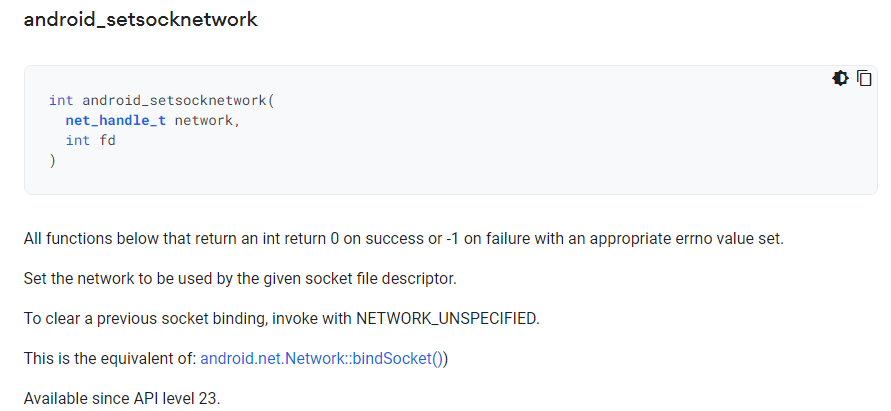 android_setsocknetwork
int android_setsocknetwork(
net_handle_t network,
int fd
)
All functions below that return an int return 0 on success or -1 on failure with an appropriate errno value set.
Set the network to be used by the given socket file descriptor.
To clear a previous socket binding, invoke with NETWORK_UNSPECIFIED.
This is the equivalent of: android.net.Network::bindSocket())
Available since API level 23.